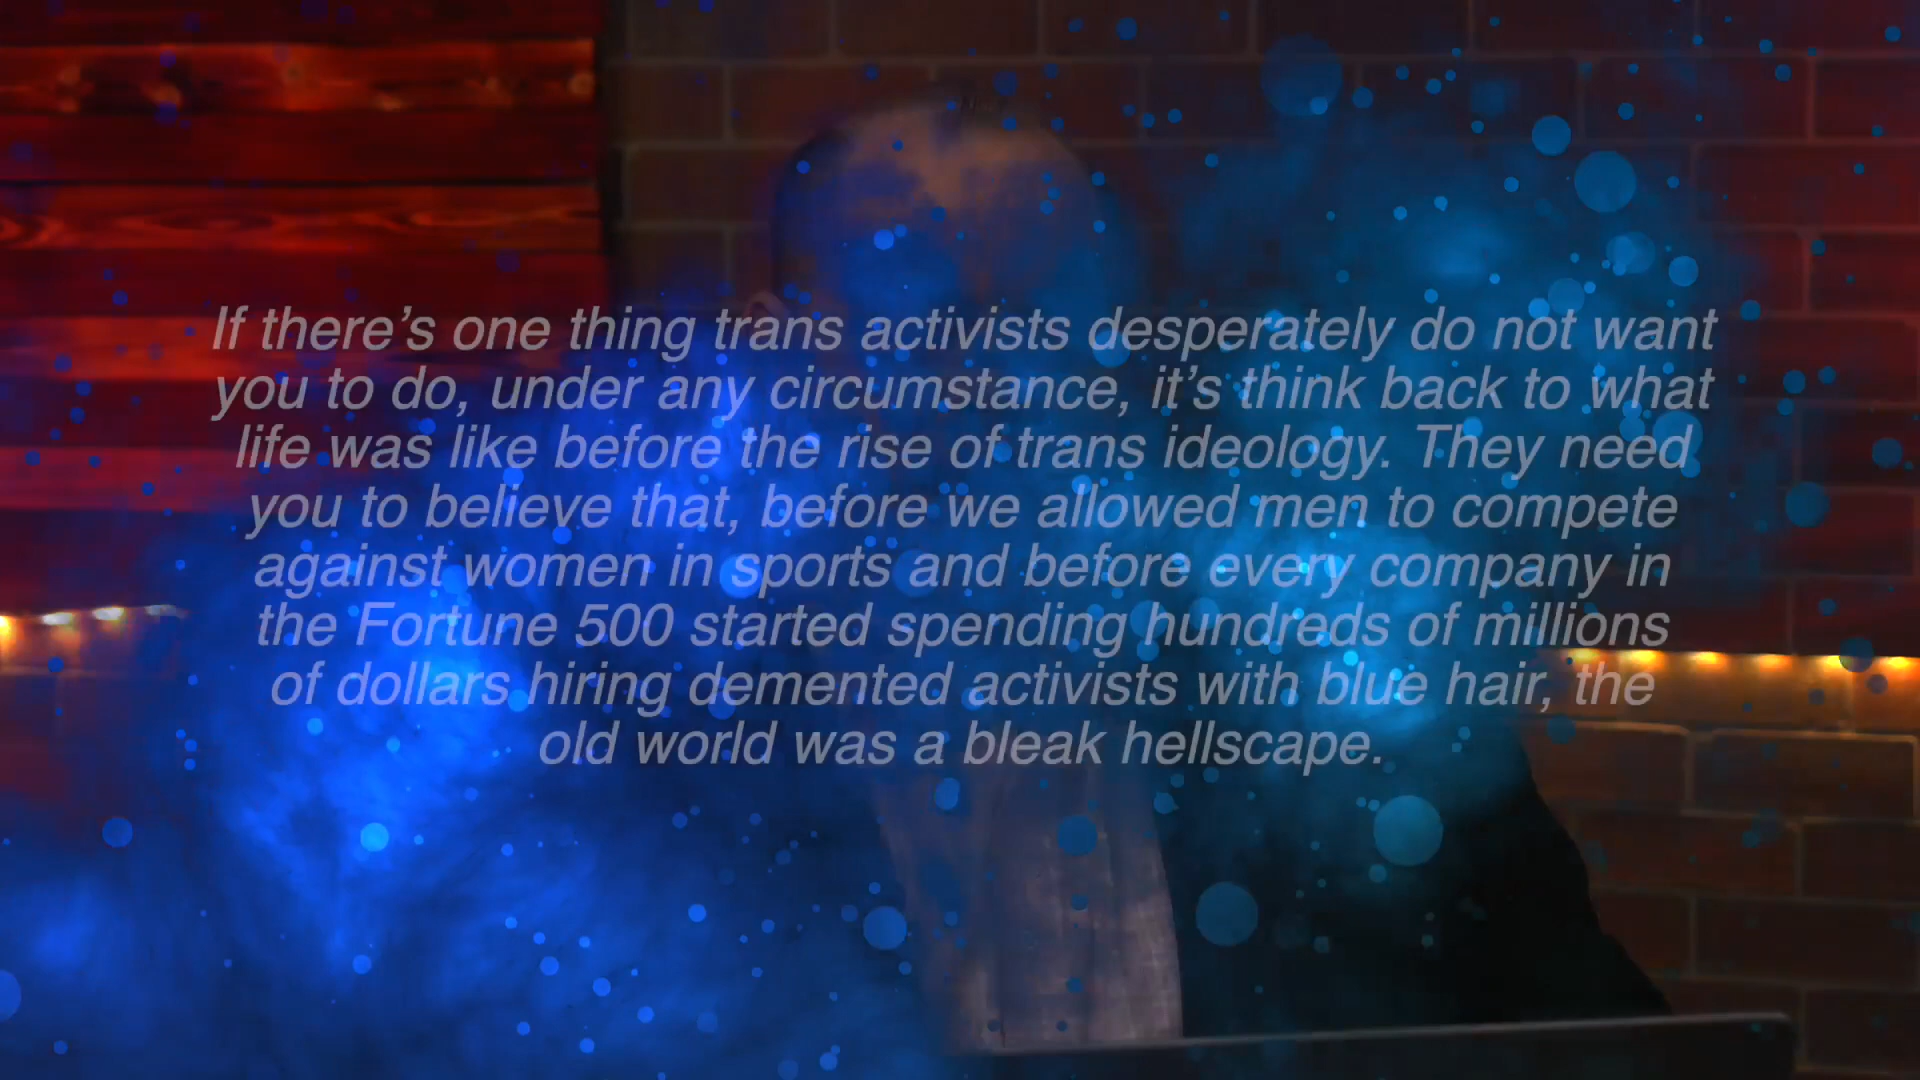 If there’s one thing trans activists desperately do not want
you to do, under any circumstance, it’s think back to what
life was like before the rise of trans ideology. They need
you to believe that, before we allowed men to compete
against women in sports and before every company in
the Fortune 500 started spending hundreds of millions
of dollars hiring demented activists with blue hair, the
old world was a bleak hellscape.